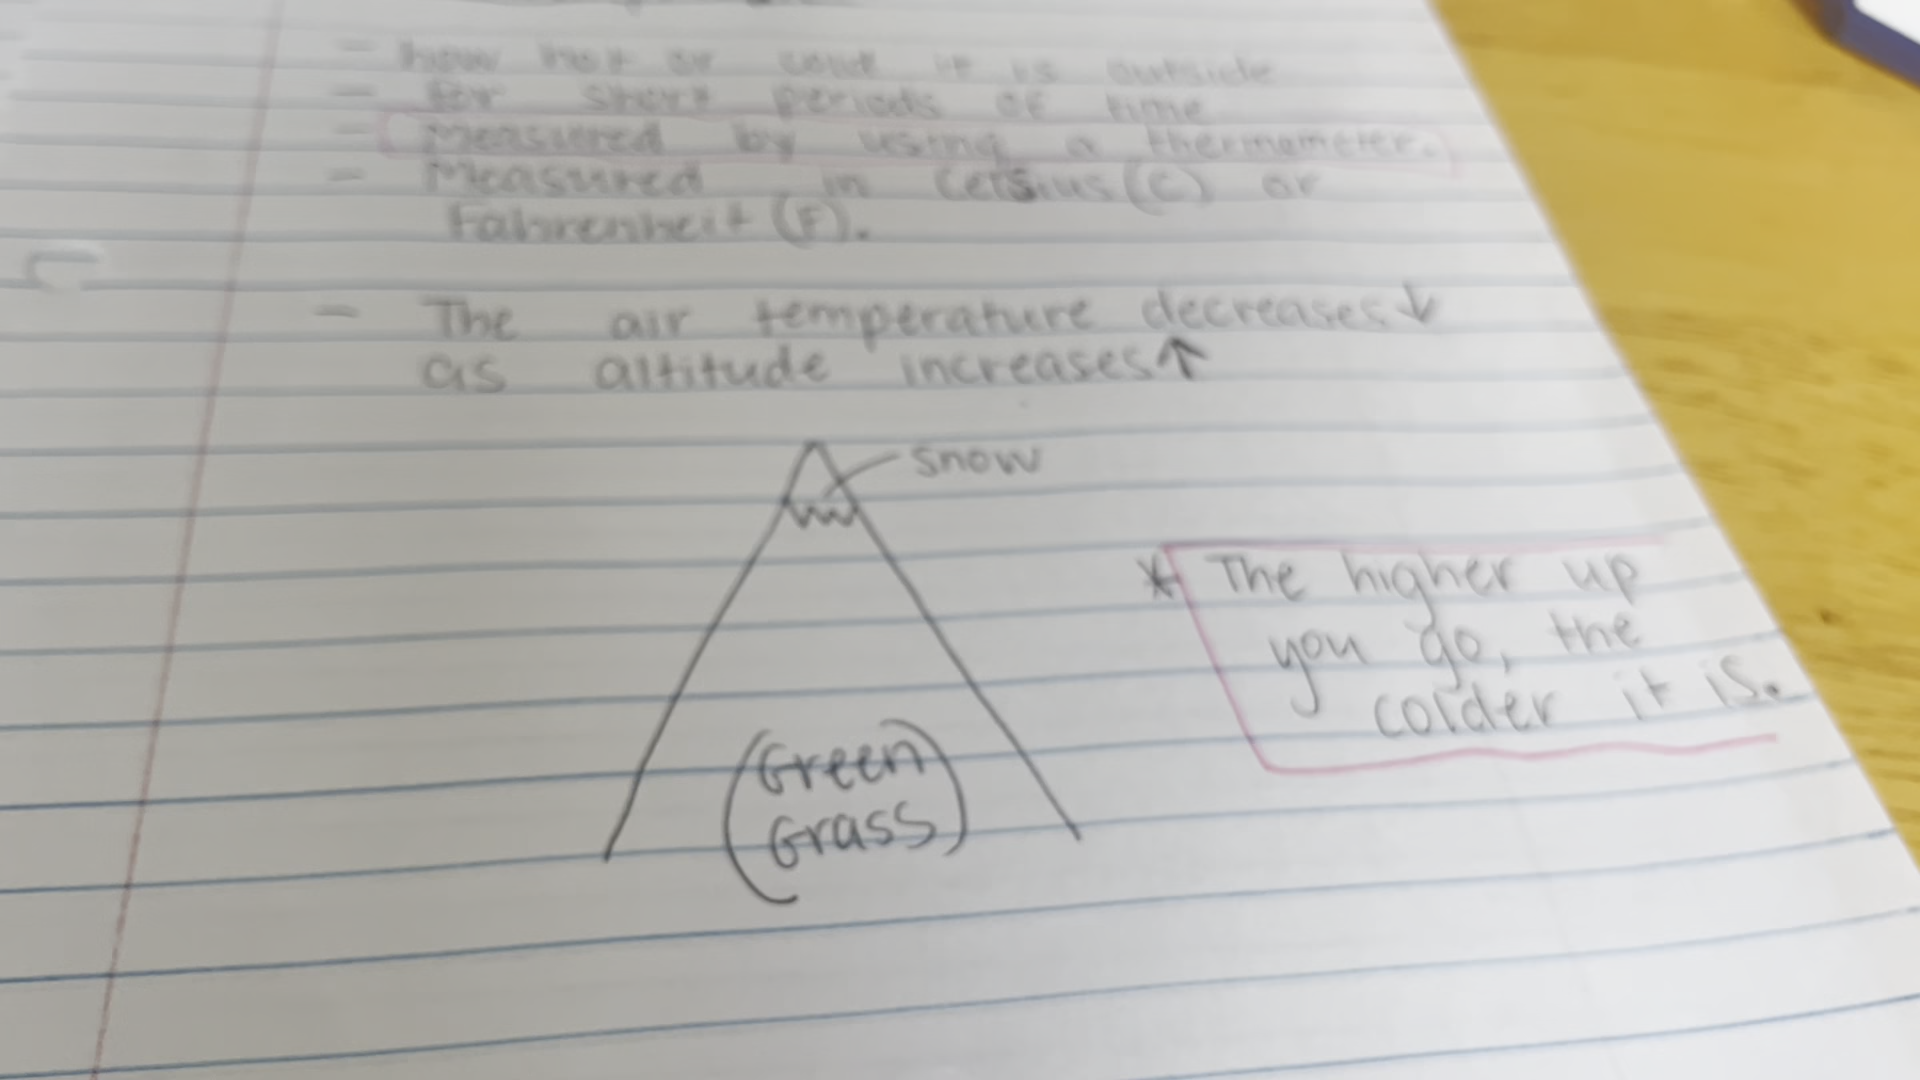 - how hot or cold it is outside
- for short periods of time
- Measured by using a thermometer.
- Measured in Celsius (C) or
Fahrenheit (F).
- The air temperature decreases ↓
as altitude increases ↑
snow
* The higher up
you go, the
colder it is.
(Green
Grass)